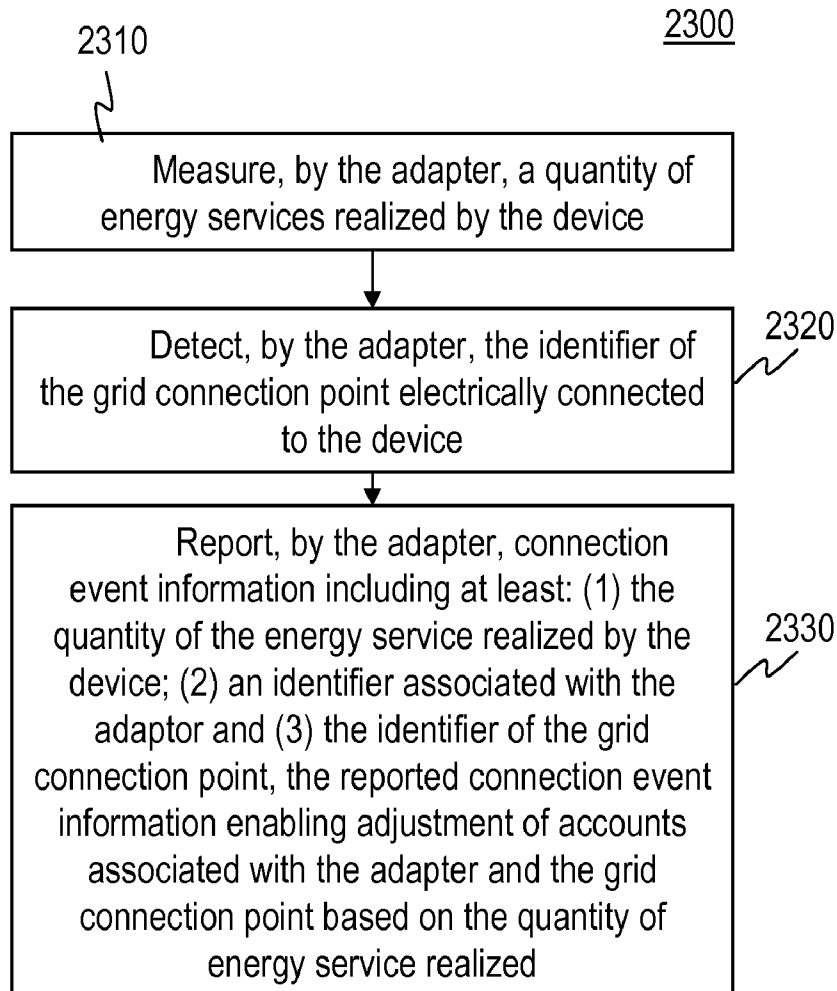 2300
2310
Measure, by the adapter, a quantity of
energy services realized by the device
2320
Detect, by the adapter, the identifier of
the grid connection point electrically connected
to the device
2330
Report, by the adapter, connection
event information including at least: (1) the
quantity of the energy service realized by the
device; (2) an identifier associated with the
adaptor and (3) the identifier of the grid
connection point, the reported connection event
information enabling adjustment of accounts
associated with the adapter and the grid
connection point based on the quantity of
energy service realized